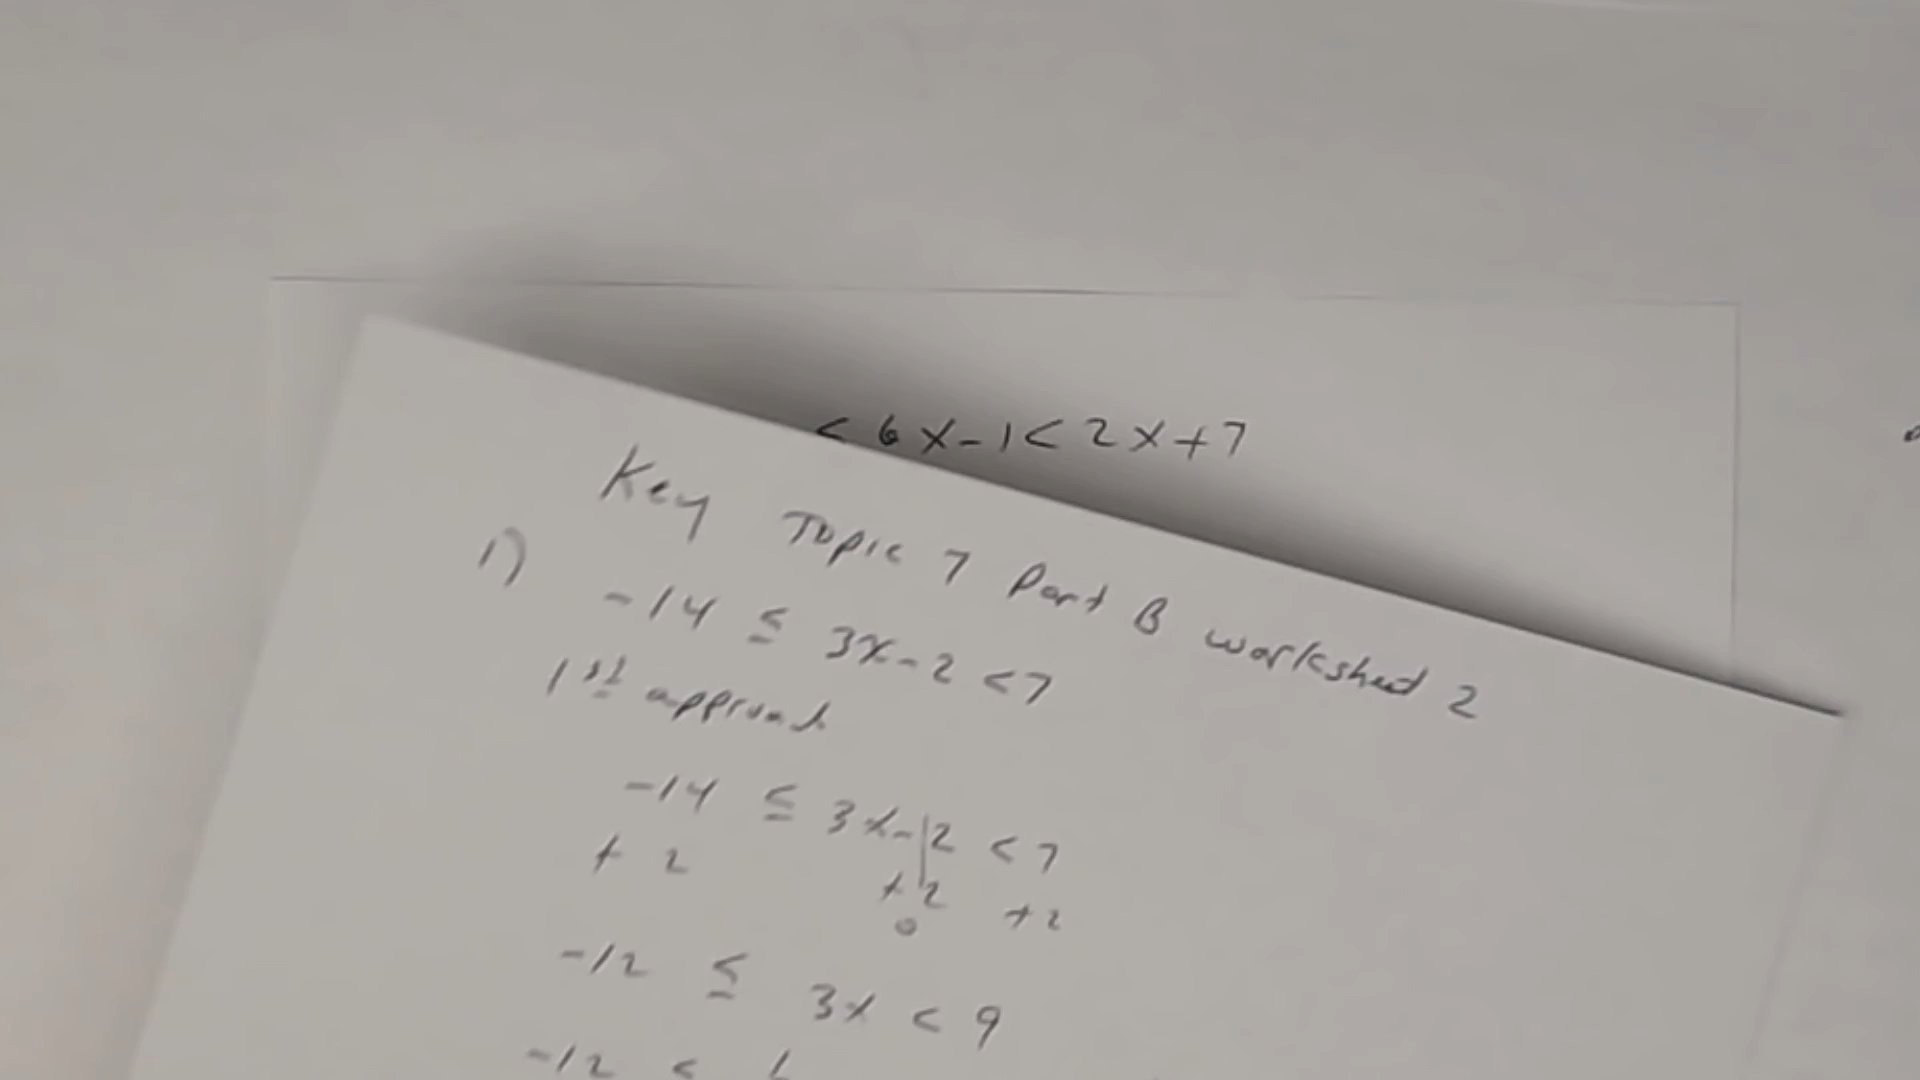 < 6x-1 < 2x+7
Key Topic 7 Part B worksheet 2
1) -14 ≤ 3x-2 < 7
1st approach
-14 ≤ 3x-2 < 7
+2 +2 +2
0
-12 ≤ 3x < 9
-12